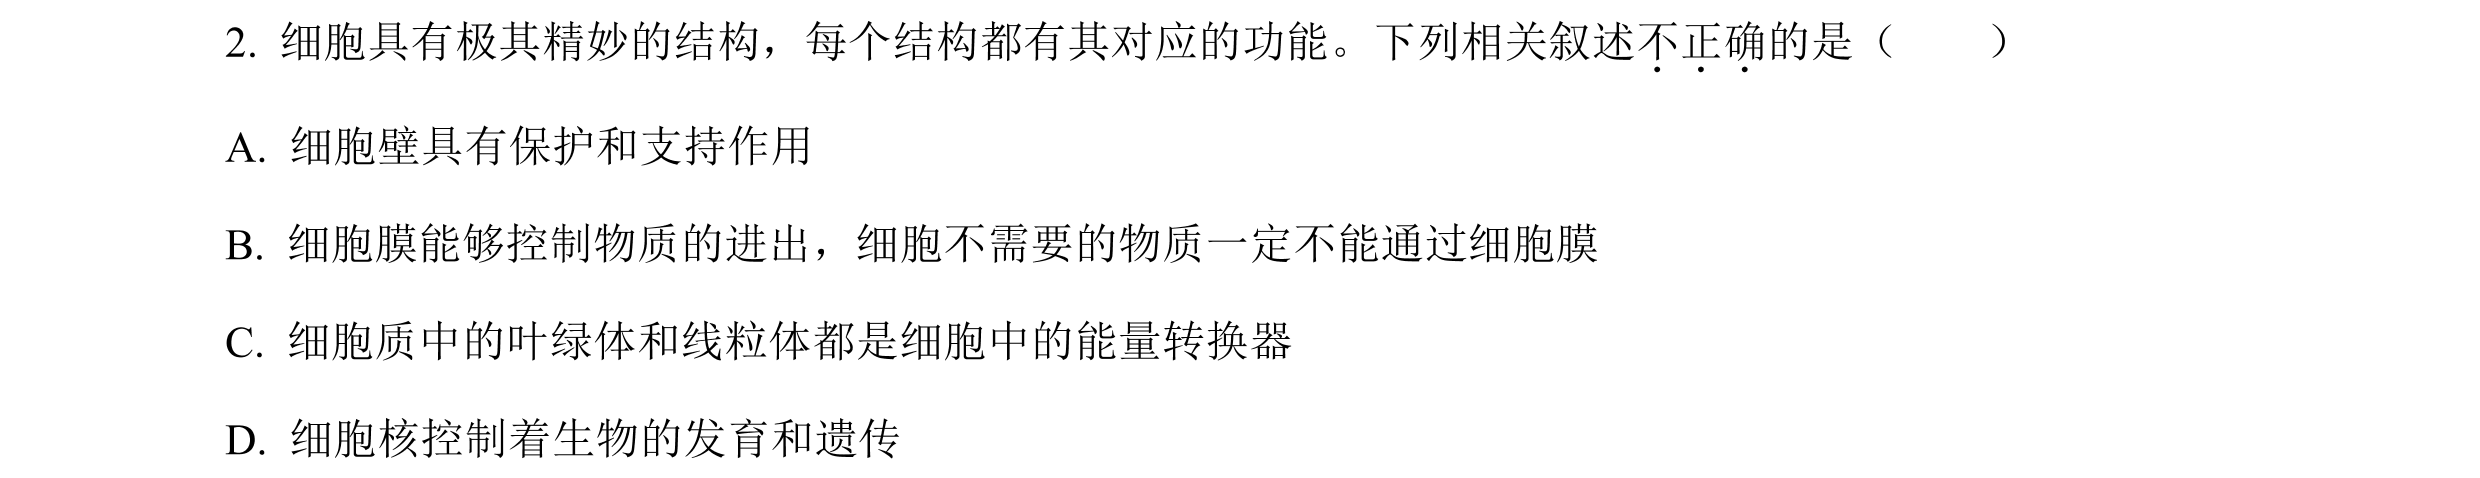 2. 细胞具有极其精妙的结构，每个结构都有其对应的功能。下列相关叙述不正确的是（　　）
A. 细胞壁具有保护和支持作用
B. 细胞膜能够控制物质的进出，细胞不需要的物质一定不能通过细胞膜
C. 细胞质中的叶绿体和线粒体都是细胞中的能量转换器
D. 细胞核控制着生物的发育和遗传